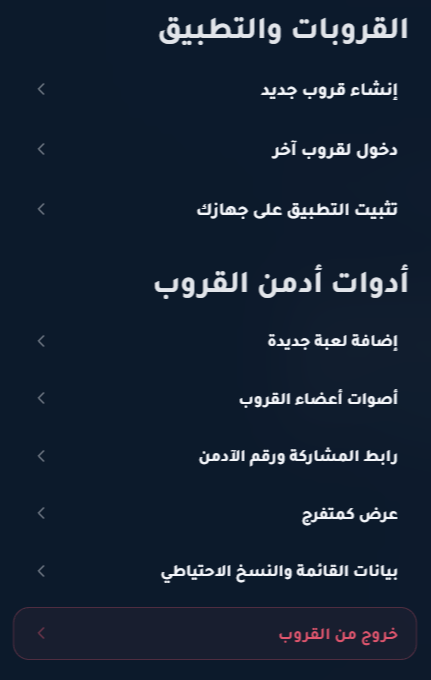 القروبات والتطبيق
إنشاء قروب جديد
دخول لقروب آخر
تثبيت التطبيق على جهازك
أدوات أدمن القروب
إضافة لعبة جديدة
أصوات أعضاء القروب
رابط المشاركة ورقم الآدمن
عرض كمتفرج
بيانات القائمة والنسخ الاحتياطي
خروج من القروب